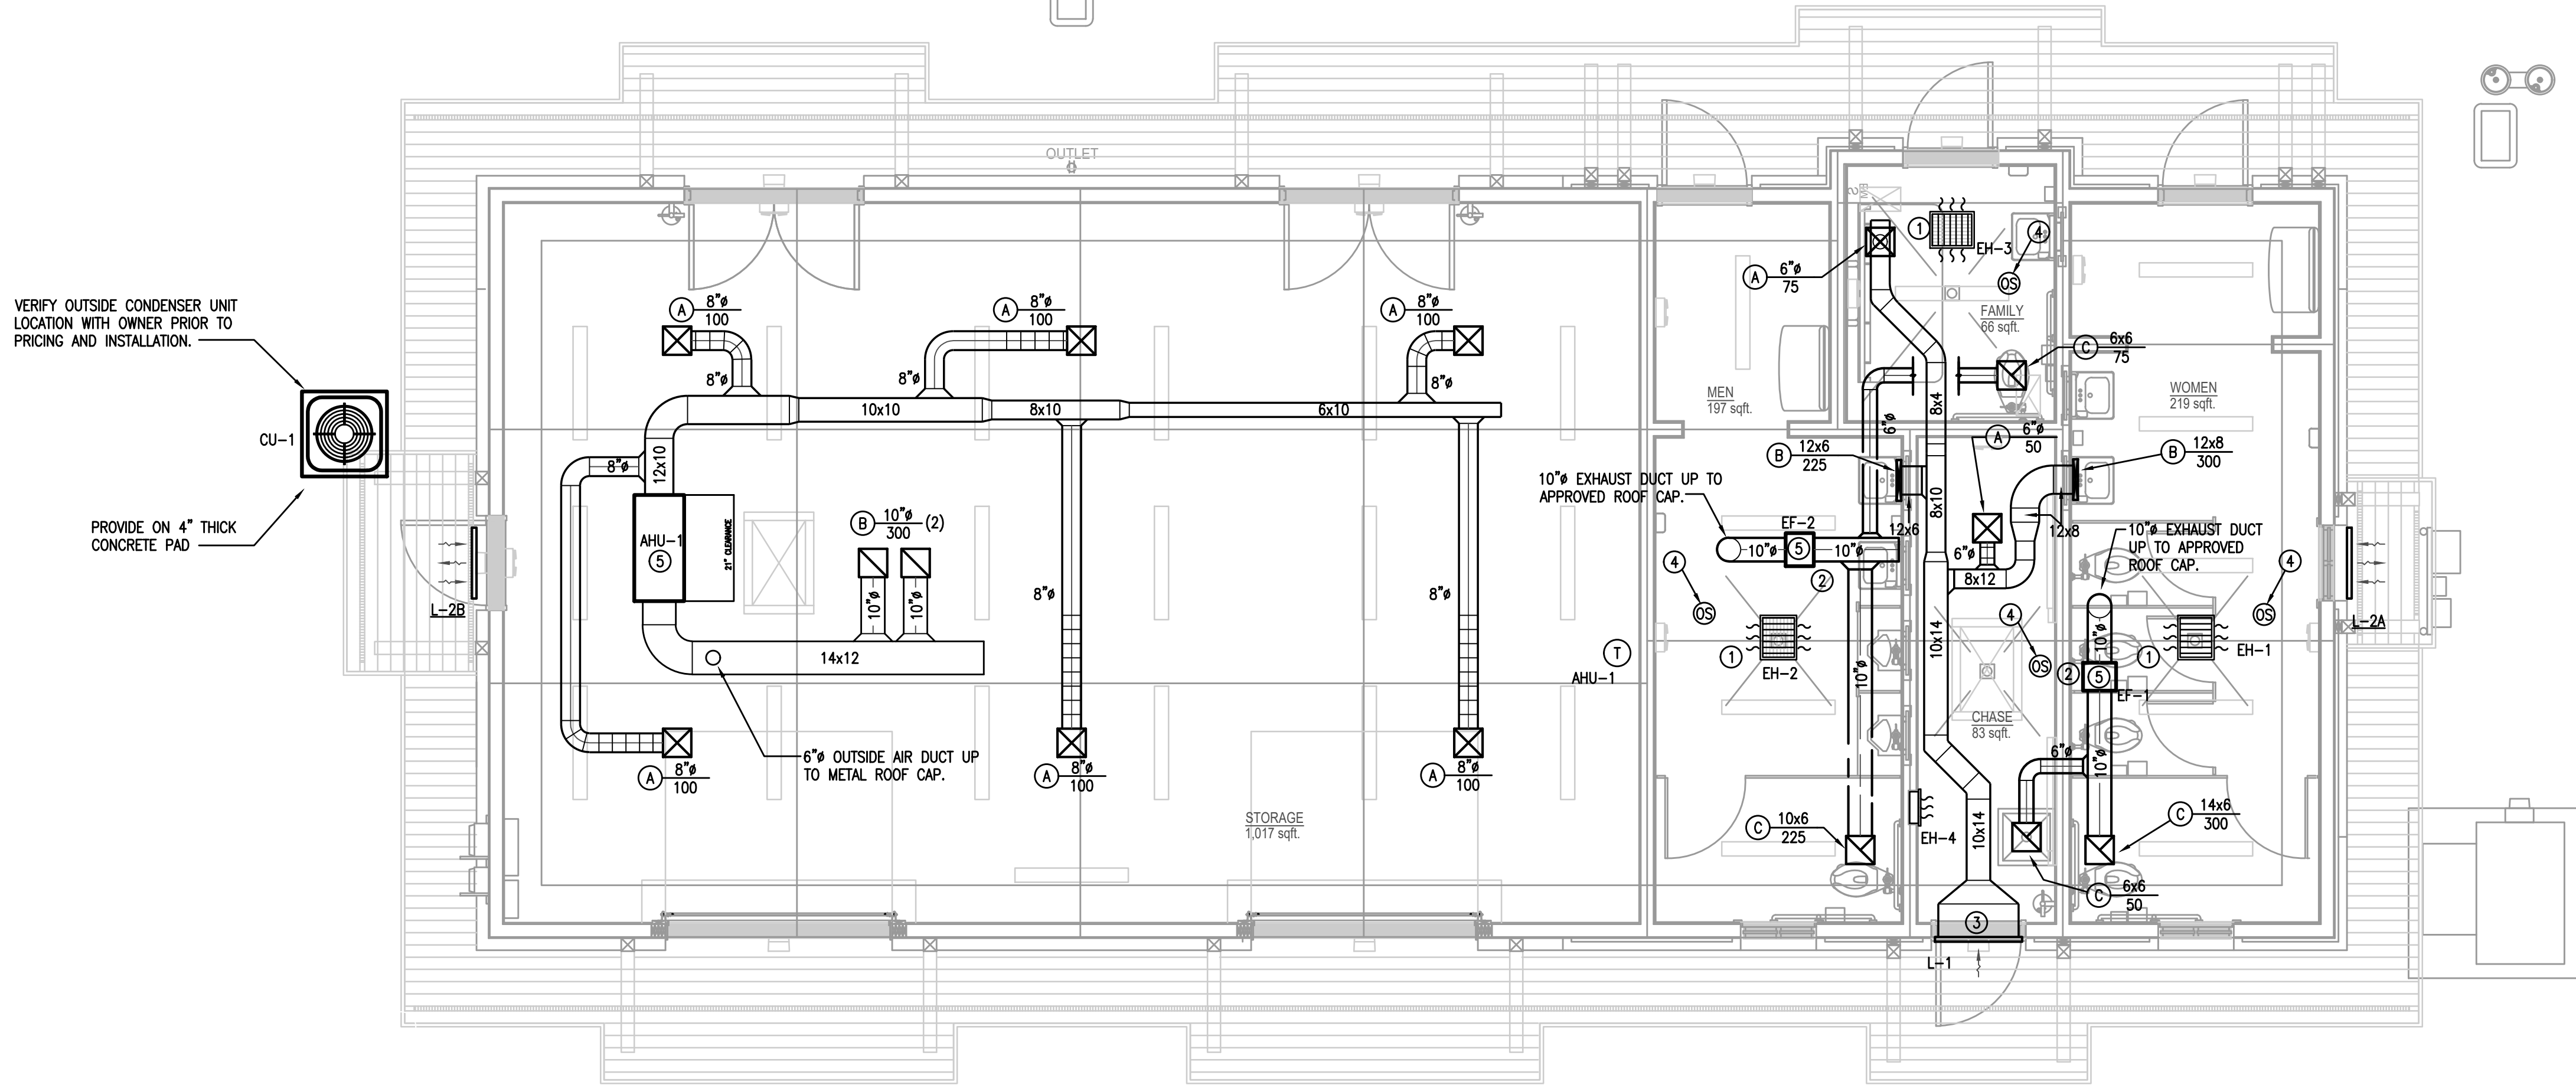 OUTLET
VERIFY OUTSIDE CONDENSER UNIT
LOCATION WITH OWNER PRIOR TO
PRICING AND INSTALLATION.
CU-1
PROVIDE ON 4" THICK
CONCRETE PAD
L-2B
A 8"ø
100
A 8"ø
100
A 8"ø
100
8"ø
8"ø
8"ø
10x10
8x10
6x10
12x10
8"ø
AHU-1
5
21" CLEARANCE
B 10"ø (2)
300
10"ø
10"ø
14x12
8"ø
8"ø
6"ø OUTSIDE AIR DUCT UP
TO METAL ROOF CAP.
A 8"ø
100
A 8"ø
100
A 8"ø
100
STORAGE
1,017 sqft.
T
AHU-1
MEN
197 sqft.
A 6"ø
75
1
EH-3
4
OS
FAMILY
66 sqft.
C 6x6
75
6"ø
8x4
WOMEN
219 sqft.
A 6"ø
50
B 12x6
225
B 12x8
300
10"ø EXHAUST DUCT UP TO
APPROVED ROOF CAP.
EF-2
10"ø
5
10"ø
12x6
8x10
12x8
6"ø
8x12
10"ø EXHAUST DUCT
UP TO APPROVED
ROOF CAP.
4
OS
2
4
OS
L-2A
1
EH-2
10"ø
10x14
4
OS
10"ø
2
5
EF-1
1
EH-1
CHASE
83 sqft.
6"ø
10"ø
C 10x6
225
EH-4
10x14
C 14x6
300
C 6x6
50
3
L-1